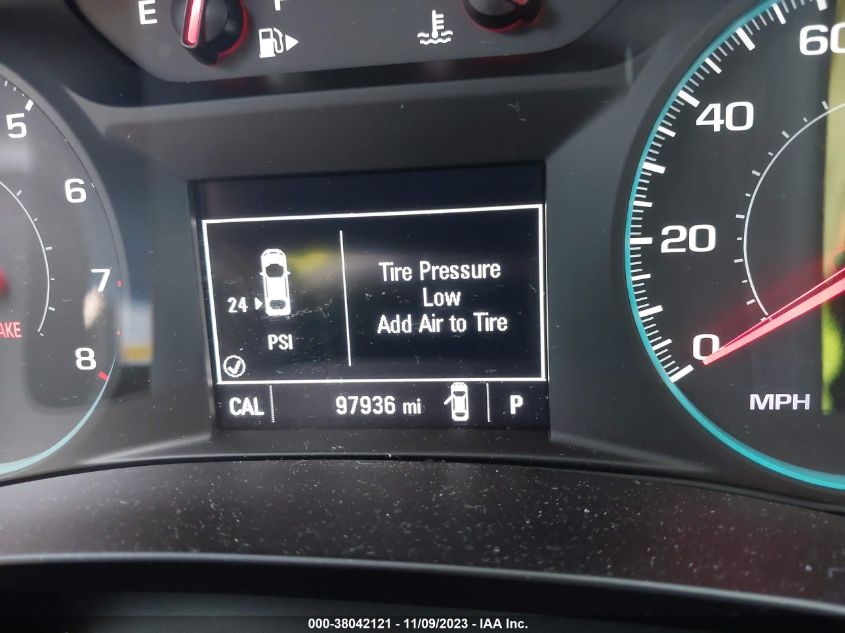 E F
5
6
7
8
AKE
24
PSI
Tire Pressure
Low
Add Air to Tire
CAL 97936 mi P
60
40
20
0
MPH
000-38042121 - 11/09/2023 - IAA Inc.